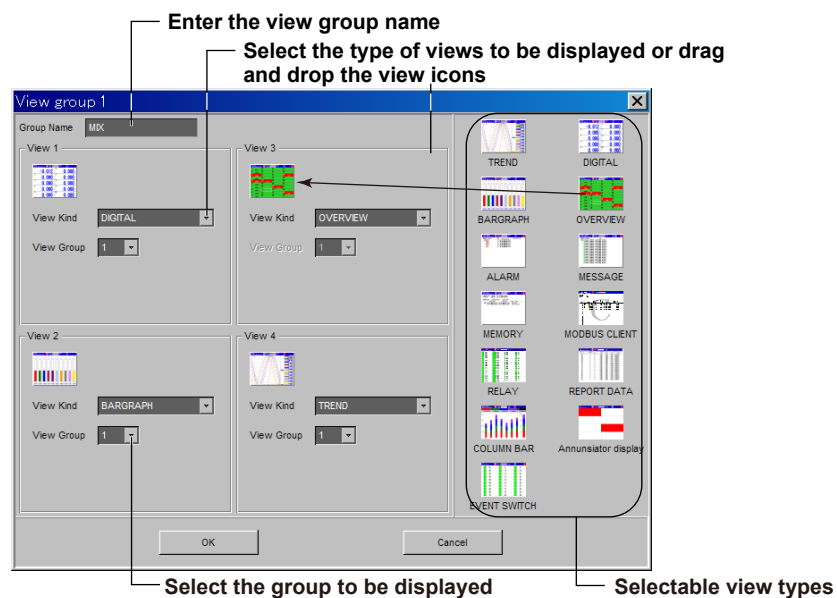 Enter the view group name
Select the type of views to be displayed or drag
and drop the view icons
View group 1
Group Name MIX
View 1
View Kind DIGITAL
View Group 1
View 3
View Kind OVERVIEW
View Group 1
View 2
View Kind BARGRAPH
View Group 1
View 4
View Kind TREND
View Group 1
TREND DIGITAL
BARGRAPH OVERVIEW
ALARM MESSAGE
MEMORY MODBUS CLIENT
RELAY REPORT DATA
COLUMN BAR Annunsiator display
EVENT SWITCH
OK Cancel
Select the group to be displayed
Selectable view types